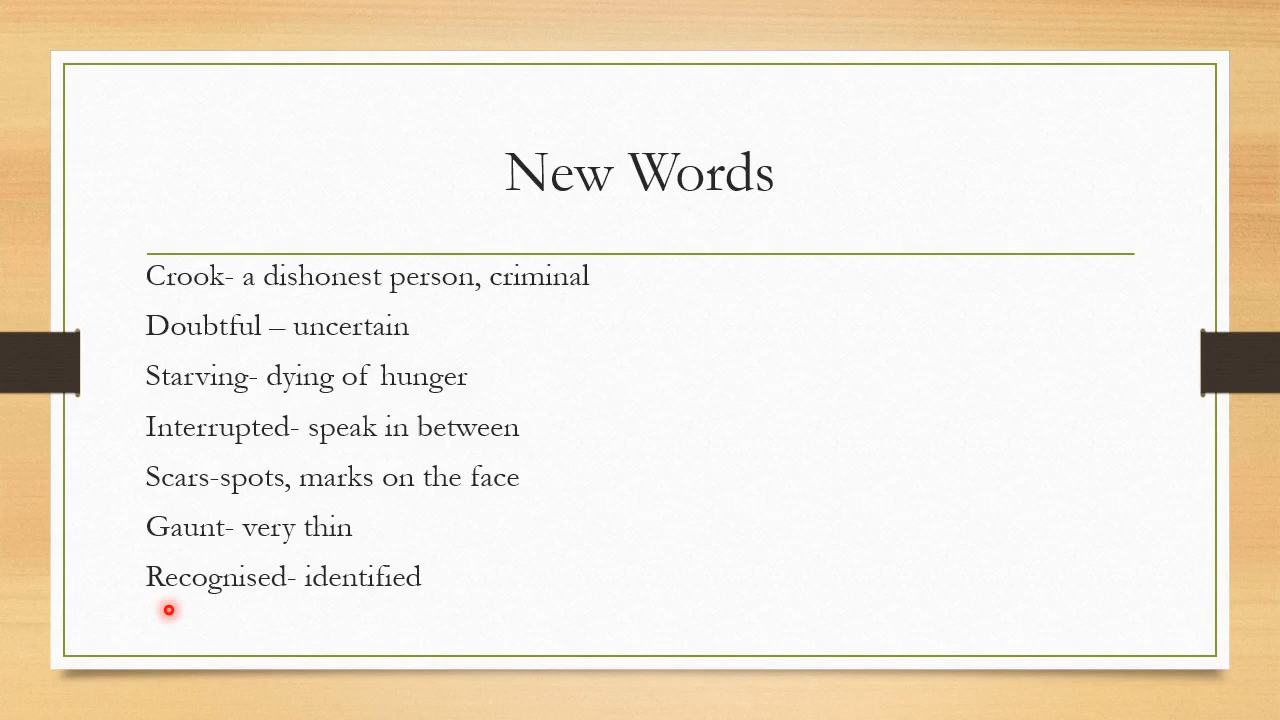 New Words
Crook- a dishonest person, criminal
Doubtful – uncertain
Starving- dying of hunger
Interrupted- speak in between
Scars-spots, marks on the face
Gaunt- very thin
Recognised- identified